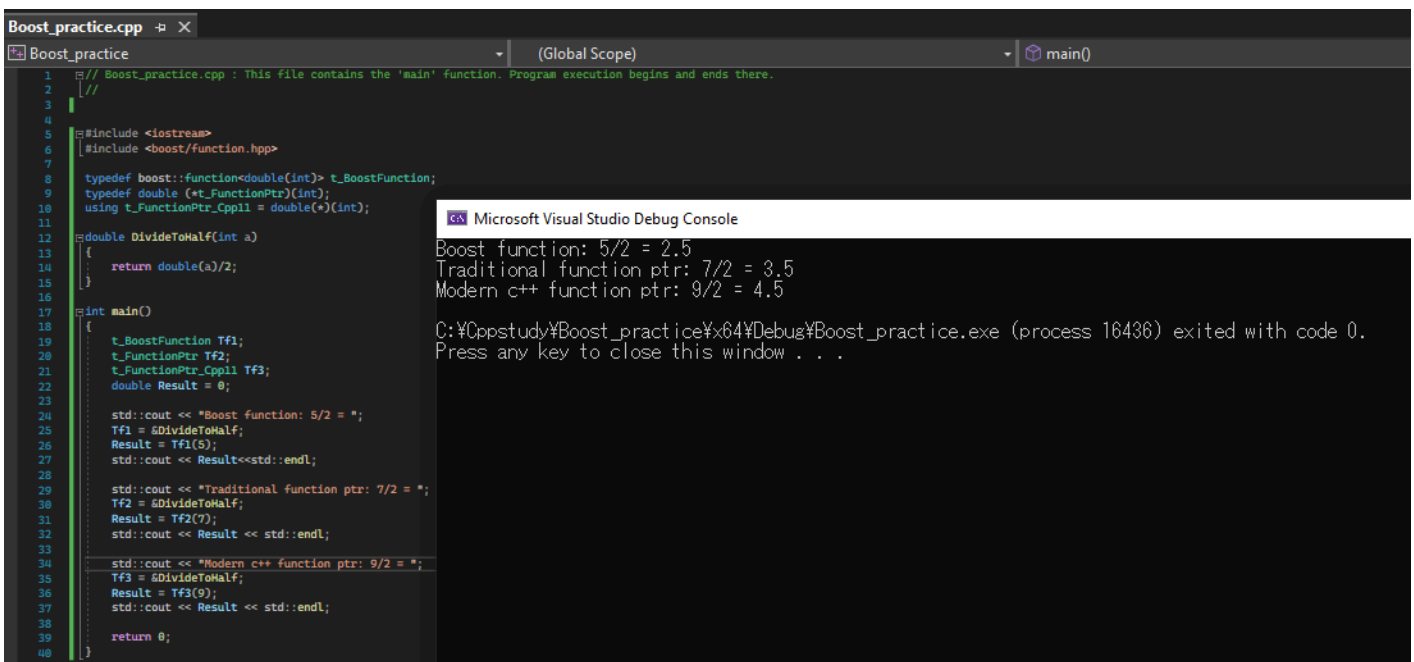 Boost_practice.cpp
Boost_practice
(Global Scope)
main()
1 // Boost_practice.cpp : This file contains the 'main' function. Program execution begins and ends there.
2 //
3
4
5 #include <iostream>
6 #include <boost/function.hpp>
7
8 typedef boost::function<double(int)> t_BoostFunction;
9 typedef double (*t_FunctionPtr)(int);
10 using t_FunctionPtr_Cpp11 = double(*)(int);
11
12 double DivideToHalf(int a)
13 {
14 return double(a)/2;
15 }
16
17 int main()
18 {
19 t_BoostFunction Tf1;
20 t_FunctionPtr Tf2;
21 t_FunctionPtr_Cpp11 Tf3;
22 double Result = 0;
23
24 std::cout << "Boost function: 5/2 = ";
25 Tf1 = &DivideToHalf;
26 Result = Tf1(5);
27 std::cout << Result<<std::endl;
28
29 std::cout << "Traditional function ptr: 7/2 = ";
30 Tf2 = &DivideToHalf;
31 Result = Tf2(7);
32 std::cout << Result << std::endl;
33
34 std::cout << "Modern c++ function ptr: 9/2 = ";
35 Tf3 = &DivideToHalf;
36 Result = Tf3(9);
37 std::cout << Result << std::endl;
38
39 return 0;
40 }
Microsoft Visual Studio Debug Console
Boost function: 5/2 = 2.5
Traditional function ptr: 7/2 = 3.5
Modern c++ function ptr: 9/2 = 4.5
C:¥Cppstudy¥Boost_practice¥x64¥Debug¥Boost_practice.exe (process 16436) exited with code 0.
Press any key to close this window . . .